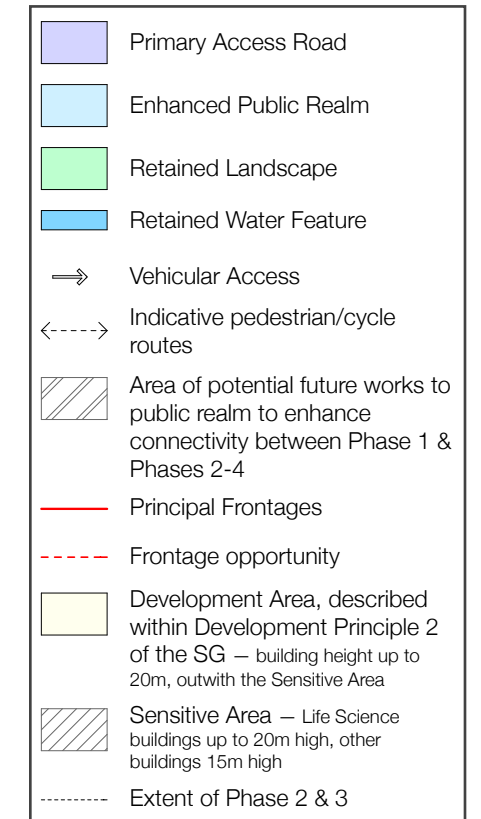 Primary Access Road
Enhanced Public Realm
Retained Landscape
Retained Water Feature
Vehicular Access
Indicative pedestrian/cycle
routes
Area of potential future works to
public realm to enhance
connectivity between Phase 1 &
Phases 2-4
Principal Frontages
Frontage opportunity
Development Area, described
within Development Principle 2
of the SG – building height up to
20m, outwith the Sensitive Area
Sensitive Area – Life Science
buildings up to 20m high, other
buildings 15m high
Extent of Phase 2 & 3